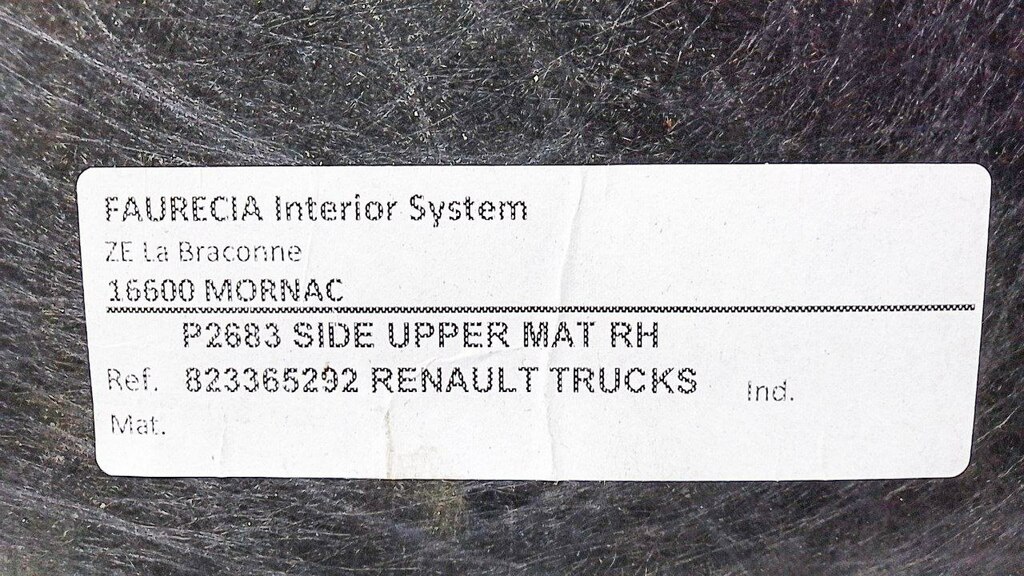 FAURECIA Interior System
ZE La Braconne
16600 MORNAC
P2683 SIDE UPPER MAT RH
Ref. 823365292 RENAULT TRUCKS Ind.
Mat.